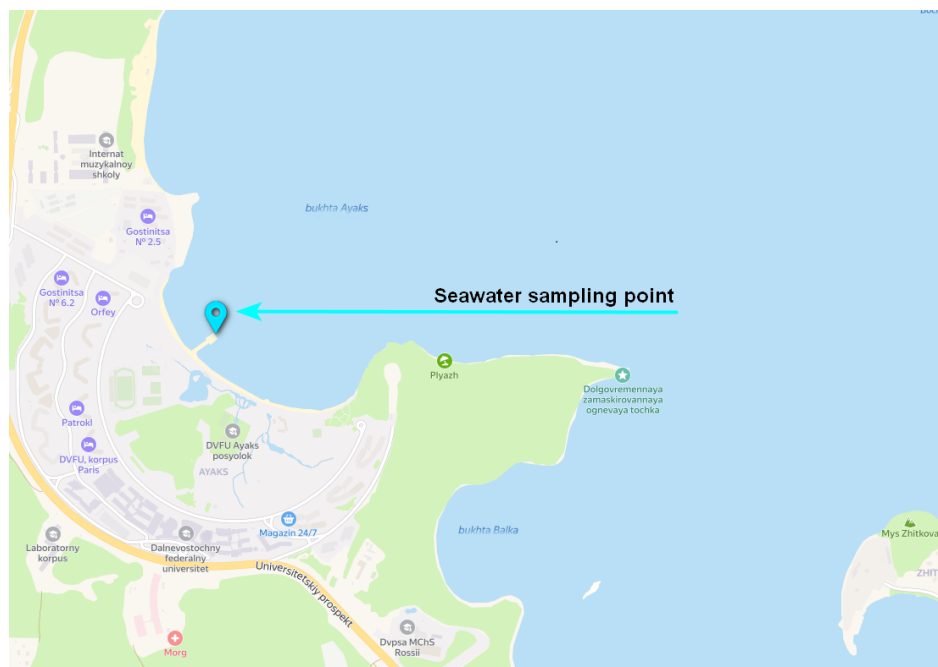 Internat
muzykalnoy
shkoly
bukhta Ayaks
Gostinitsa
Nº 2.5
Gostinitsa
Nº 6.2
Orfey
Seawater sampling point
Plyazh
Dolgovremennaya
zamaskirovannaya
ognevaya tochka
Patrokl
DVFU, korpus
Paris
DVFU Ayaks
posyolok
AYAKS
Magazin 24/7
bukhta Balka
Mys Zhitkova
Laboratorny
korpus
Dalnevostochny
federalny
universitet
Universitetskiy prospekt
ZHIT
Morg
Dvpsa MChS
Rossii